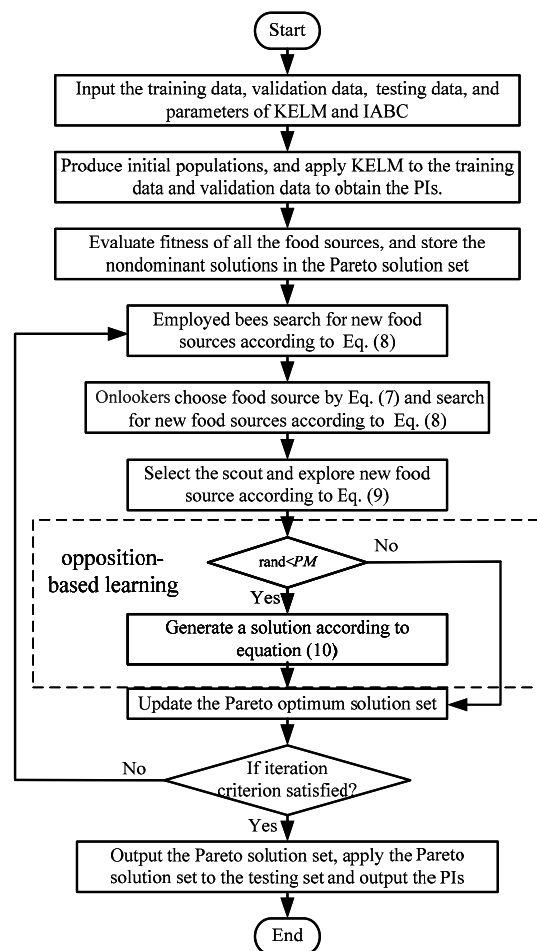 Start
Input the training data, validation data, testing data, and
parameters of KELM and IABC
Produce initial populations, and apply KELM to the training
data and validation data to obtain the PIs.
Evaluate fitness of all the food sources, and store the
nondominant solutions in the Pareto solution set
Employed bees search for new food
sources according to Eq. (8)
Onlookers choose food source by Eq. (7) and search
for new food sources according to Eq. (8)
Select the scout and explore new food
source according to Eq. (9)
opposition-
based learning
rand<PM
No
Yes
Generate a solution according to
equation (10)
Update the Pareto optimum solution set
If iteration
criterion satisfied?
No
Yes
Output the Pareto solution set, apply the Pareto
solution set to the testing set and output the PIs
End